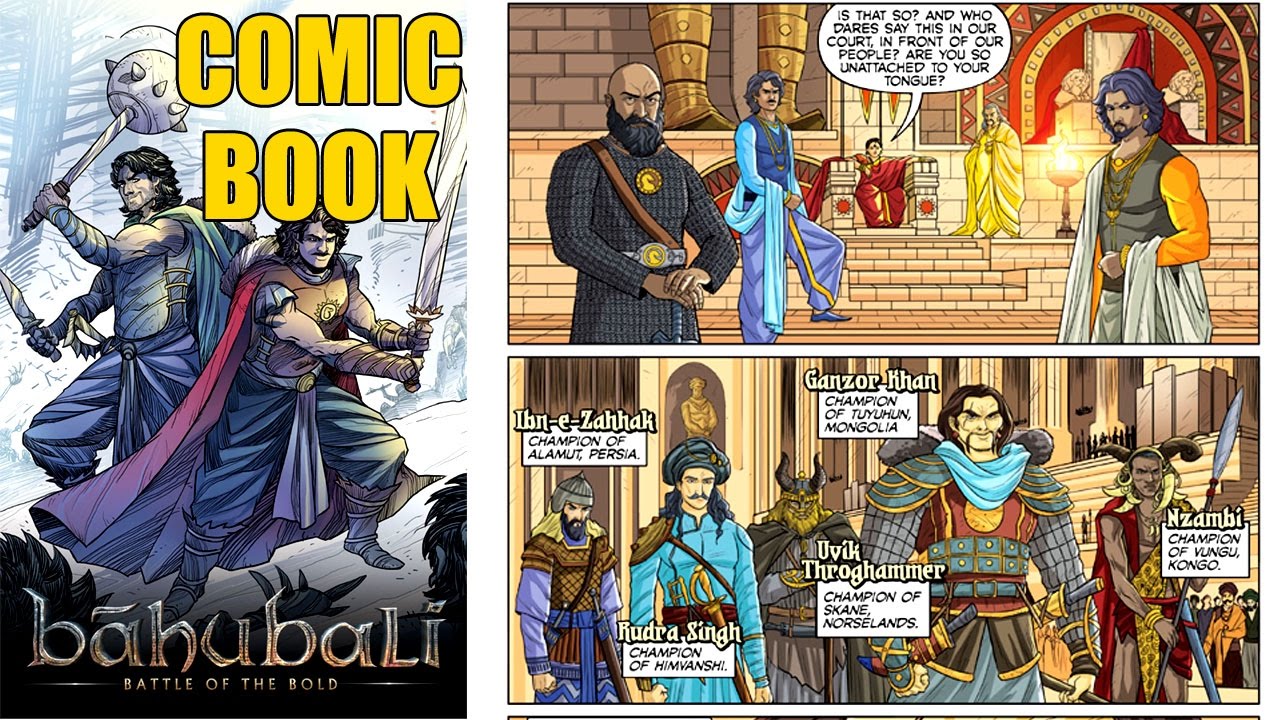 COMIC
BOOK
bāhubalī
BATTLE OF THE BOLD
IS THAT SO? AND WHO
DARES SAY THIS IN OUR
COURT, IN FRONT OF OUR
PEOPLE? ARE YOU SO
UNATTACHED TO YOUR
TONGUE?
Ibn-e-Zahhak
CHAMPION OF
ALAMUT, PERSIA.
Rudra Singh
CHAMPION
OF HIMVANSHI.
Ganzor Khan
CHAMPION
OF TUYUHUN,
MONGOLIA
Uvik
Throghammer
CHAMPION OF
SKANE,
NORSELANDS.
Nzambi
CHAMPION
OF VUNGU,
KONGO.